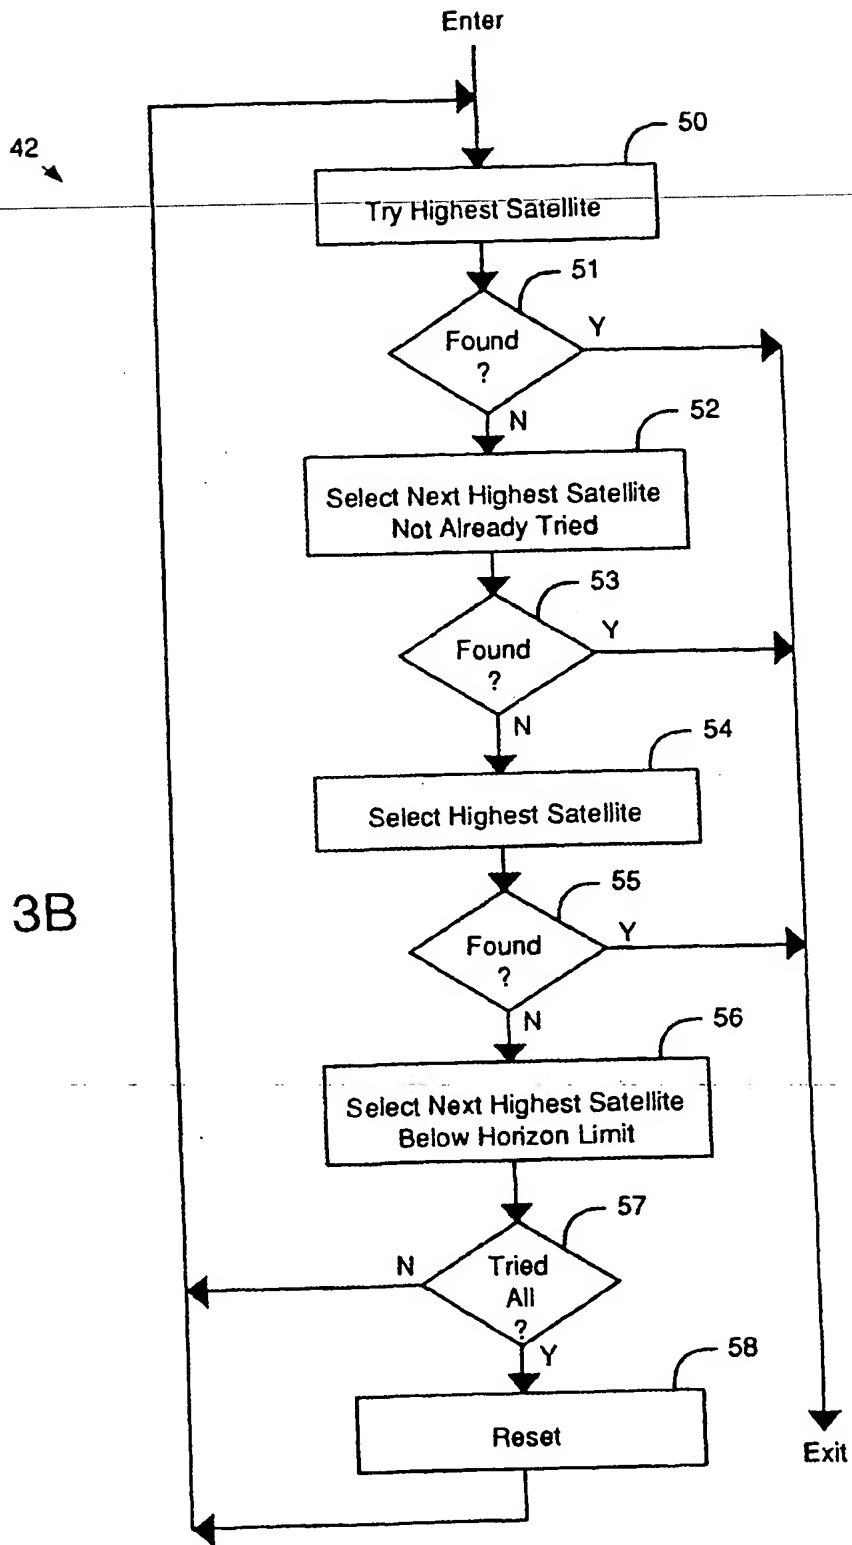 Enter
42
50
Try Highest Satellite
51
Found
?
Y
N
52
Select Next Highest Satellite
Not Already Tried
53
Found
?
Y
N
54
Select Highest Satellite
3B
55
Found
?
Y
N
56
Select Next Highest Satellite
Below Horizon Limit
57
N
Tried
All
?
Y
58
Reset
Exit